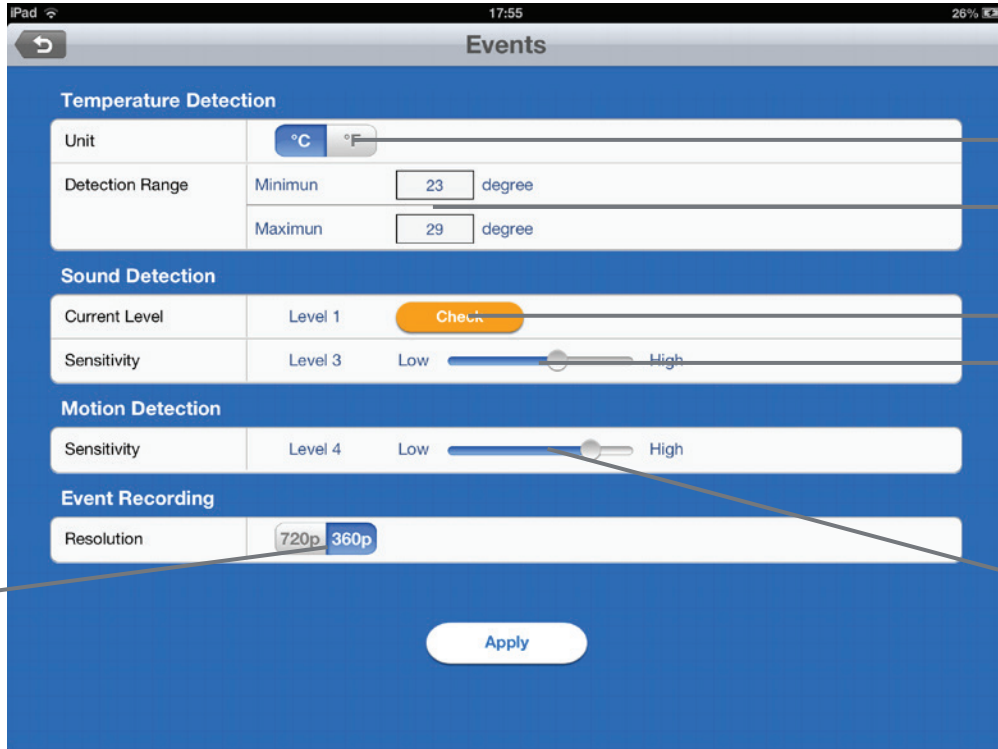 iPad 17:55 26%
Events
Temperature Detection
Unit °C °F
Detection Range Minimun 23 degree
Maximun 29 degree
Sound Detection
Current Level Level 1 Check
Sensitivity Level 3 Low High
Motion Detection
Sensitivity Level 4 Low High
Event Recording
Resolution 720p 360p
Apply